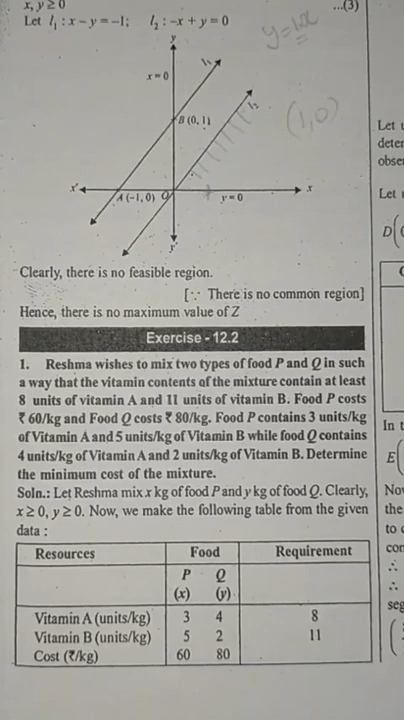 x, y ≥ 0 ...(3)
Let l₁ : x – y = –1; l₂ : –x + y = 0
y
l₁
x = 0
l₂
B (0, 1)
x'
A (–1, 0)
O
y = 0
x
y'
y=1x
(1,0)
Clearly, there is no feasible region.
[∵ There is no common region]
Hence, there is no maximum value of Z
Exercise - 12.2
1. Reshma wishes to mix two types of food P and Q in such
a way that the vitamin contents of the mixture contain at least
8 units of vitamin A and 11 units of vitamin B. Food P costs
₹ 60/kg and Food Q costs ₹ 80/kg. Food P contains 3 units/kg
of Vitamin A and 5 units/kg of Vitamin B while food Q contains
4 units/kg of Vitamin A and 2 units/kg of Vitamin B. Determine
the minimum cost of the mixture.
Soln.: Let Reshma mix x kg of food P and y kg of food Q. Clearly,
x ≥ 0, y ≥ 0. Now, we make the following table from the given
data :
Resources Food Requirement
P Q
(x) (y)
Vitamin A (units/kg) 3 4 8
Vitamin B (units/kg) 5 2 11
Cost (₹/kg) 60 80
Let
deter
obser
Let
D(
In t
E(
Nov
the
to c
con
∴
∴
seg